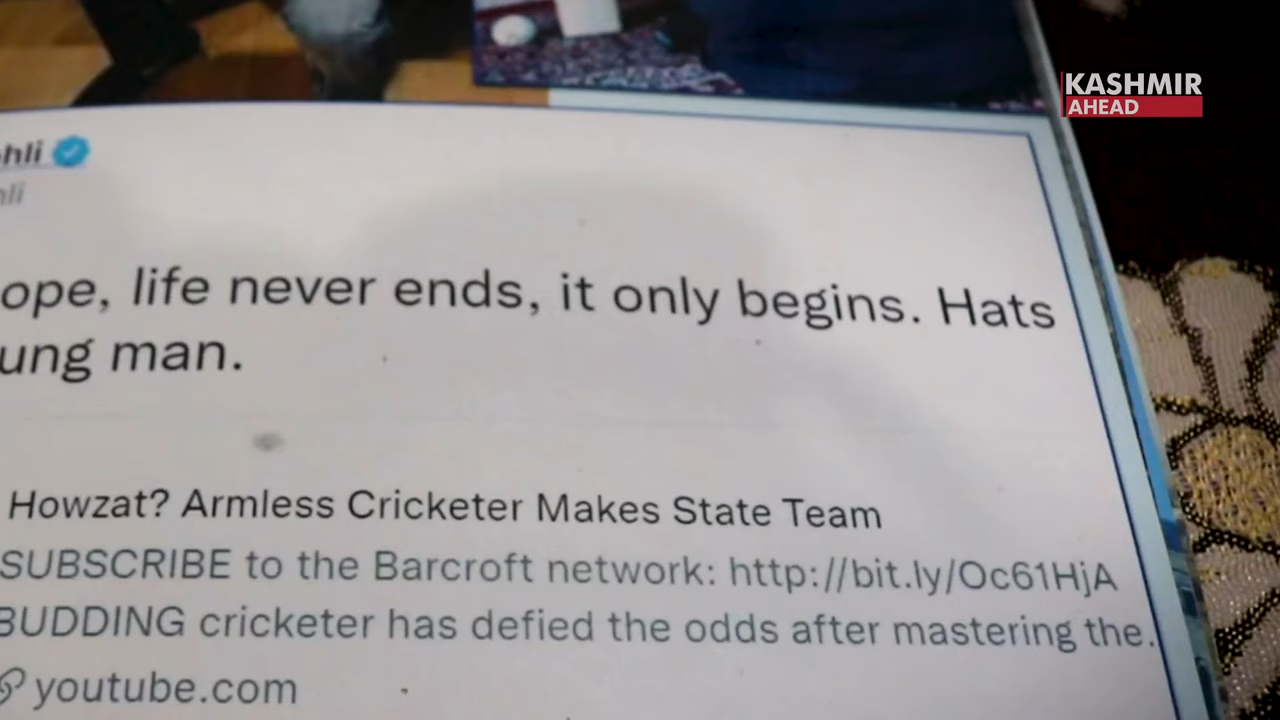 KASHMIR
AHEAD
ohli
hli
ope, life never ends, it only begins. Hats
ung man.
Howzat? Armless Cricketer Makes State Team
SUBSCRIBE to the Barcroft network: http://bit.ly/Oc61HjA
BUDDING cricketer has defied the odds after mastering the.
youtube.com